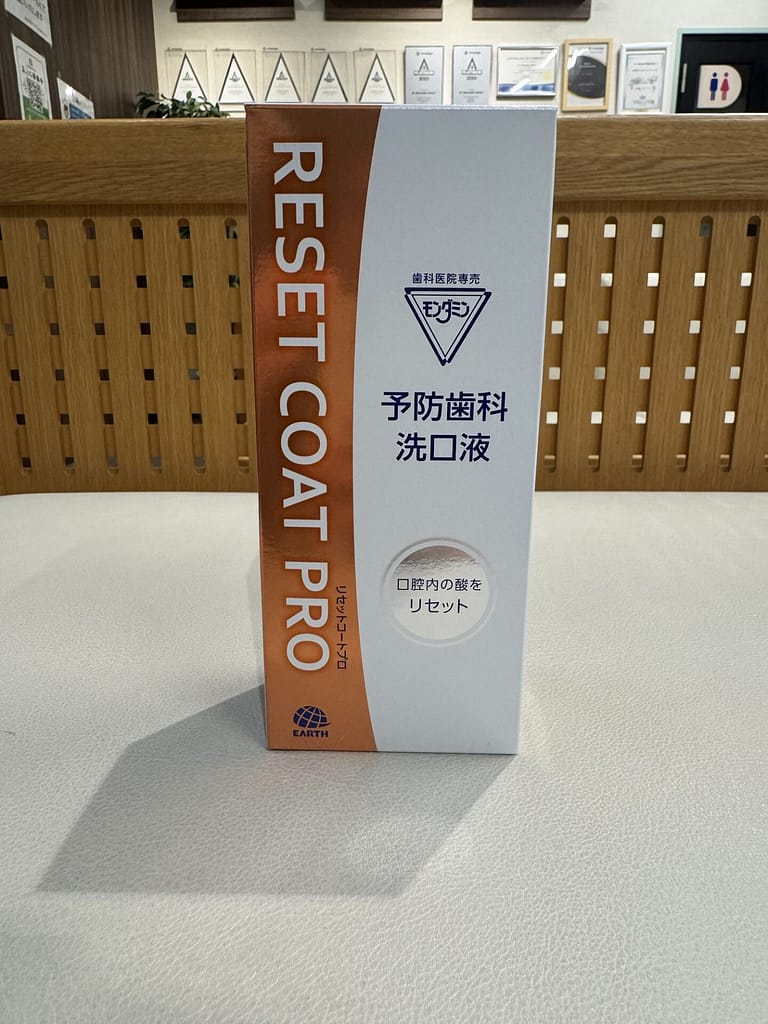 RESET COAT PRO
リセットコートプロ
EARTH
歯科医院専売
モンダミン
予防歯科
洗口液
口腔内の酸を
リセット